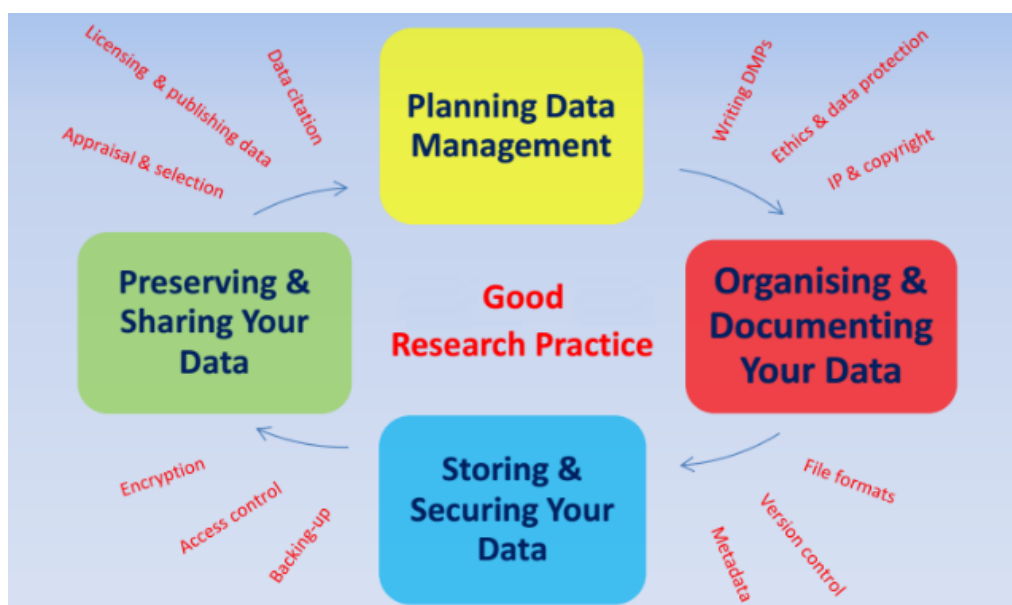 Licensing & publishing data
Data citation
Appraisal & selection
Planning Data
Management
Writing DMPs
Ethics & data protection
IP & copyright
Preserving &
Sharing Your
Data
Good
Research Practice
Organising &
Documenting
Your Data
Encryption
Access control
Backing-up
Storing &
Securing Your
Data
File formats
Version control
Metadata